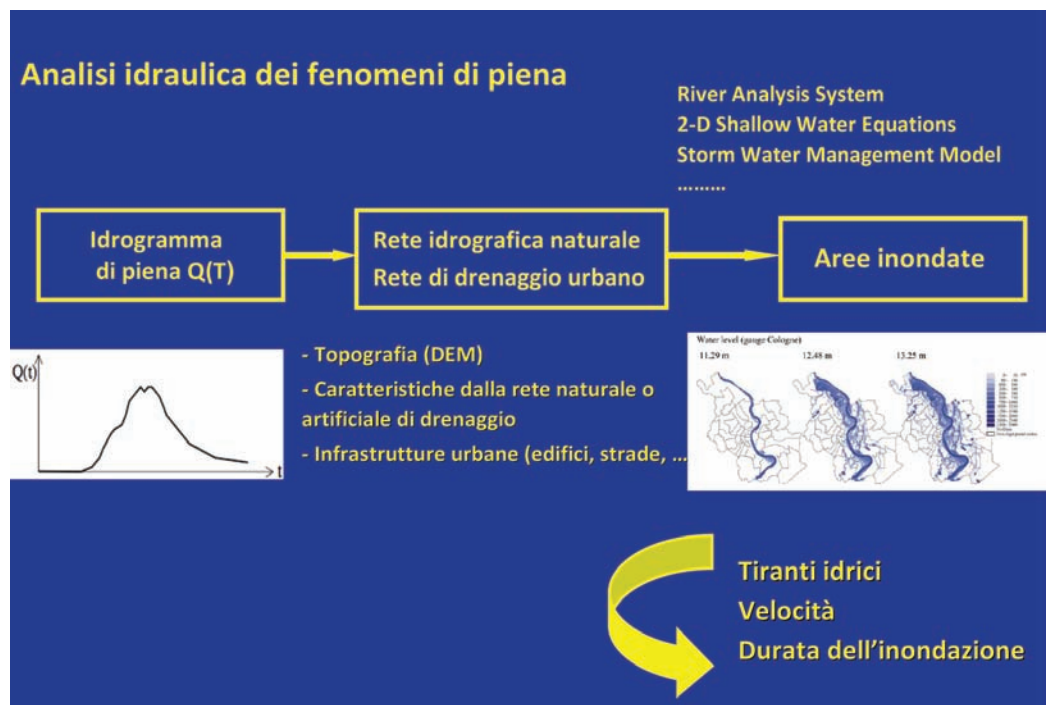 Analisi idraulica dei fenomeni di piena
River Analysis System
2-D Shallow Water Equations
Storm Water Management Model
………
Idrogramma
di piena Q(T)
Rete idrografica naturale
Rete di drenaggio urbano
Aree inondate
Q(t)
t
- Topografia (DEM)
- Caratteristiche dalla rete naturale o
artificiale di drenaggio
- Infrastrutture urbane (edifici, strade, ...
Water level (gauge Cologne)
11.29 m 12.48 m 13.25 m
Tiranti idrici
Velocità
Durata dell'inondazione